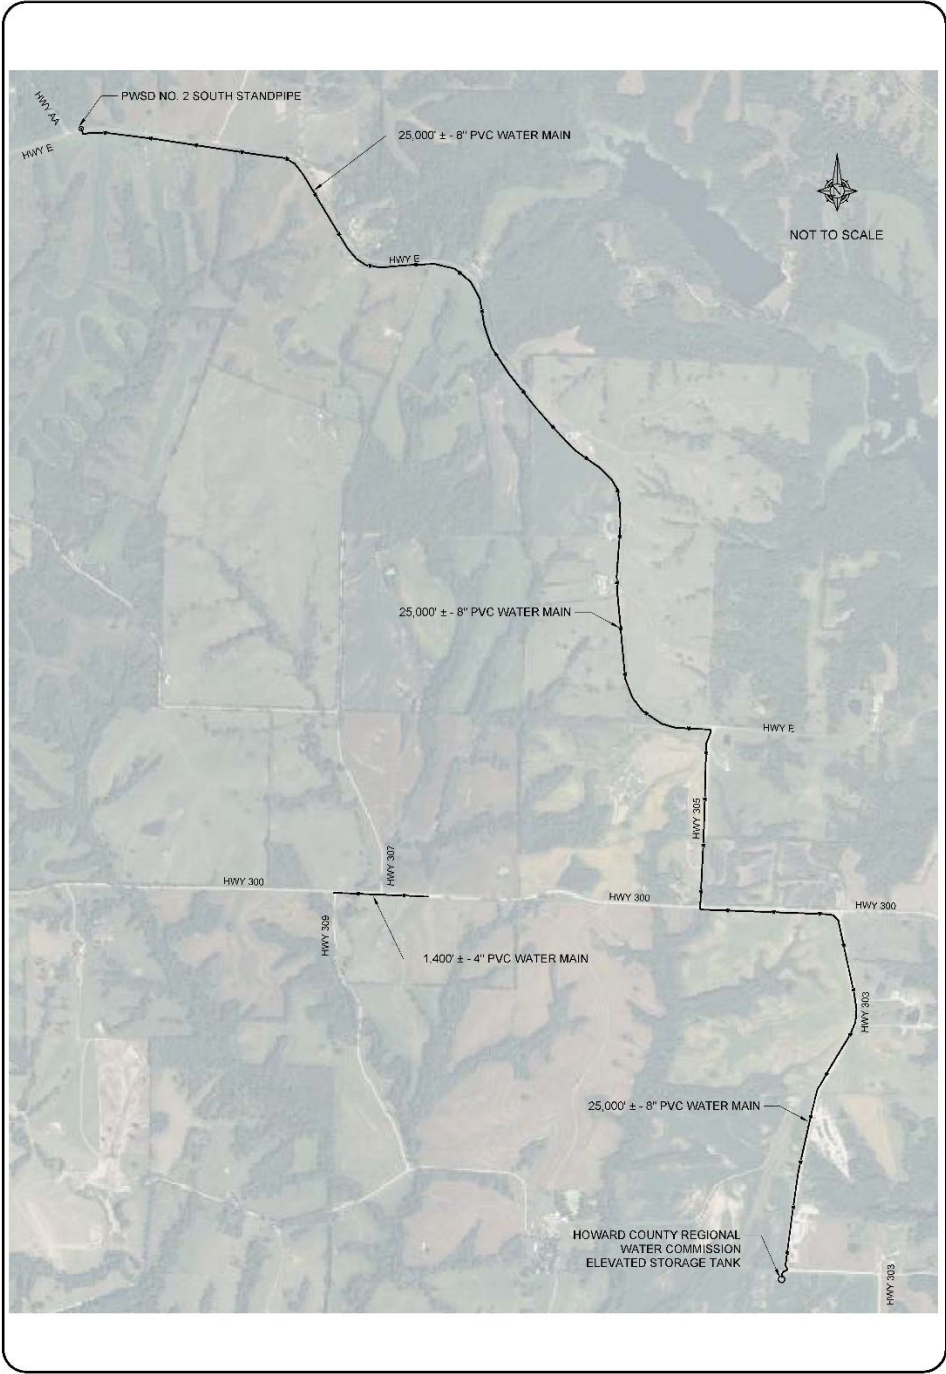 HWY AA
PWSD NO. 2 SOUTH STANDPIPE
25,000' ± - 8" PVC WATER MAIN
HWY E
N
NOT TO SCALE
HWY E
25,000' ± - 8" PVC WATER MAIN
HWY E
HWY 305
HWY 307
HWY 300
HWY 300
HWY 300
HWY 309
1,400' ± - 4" PVC WATER MAIN
HWY 303
25,000' ± - 8" PVC WATER MAIN
HOWARD COUNTY REGIONAL
WATER COMMISSION
ELEVATED STORAGE TANK
HWY 303